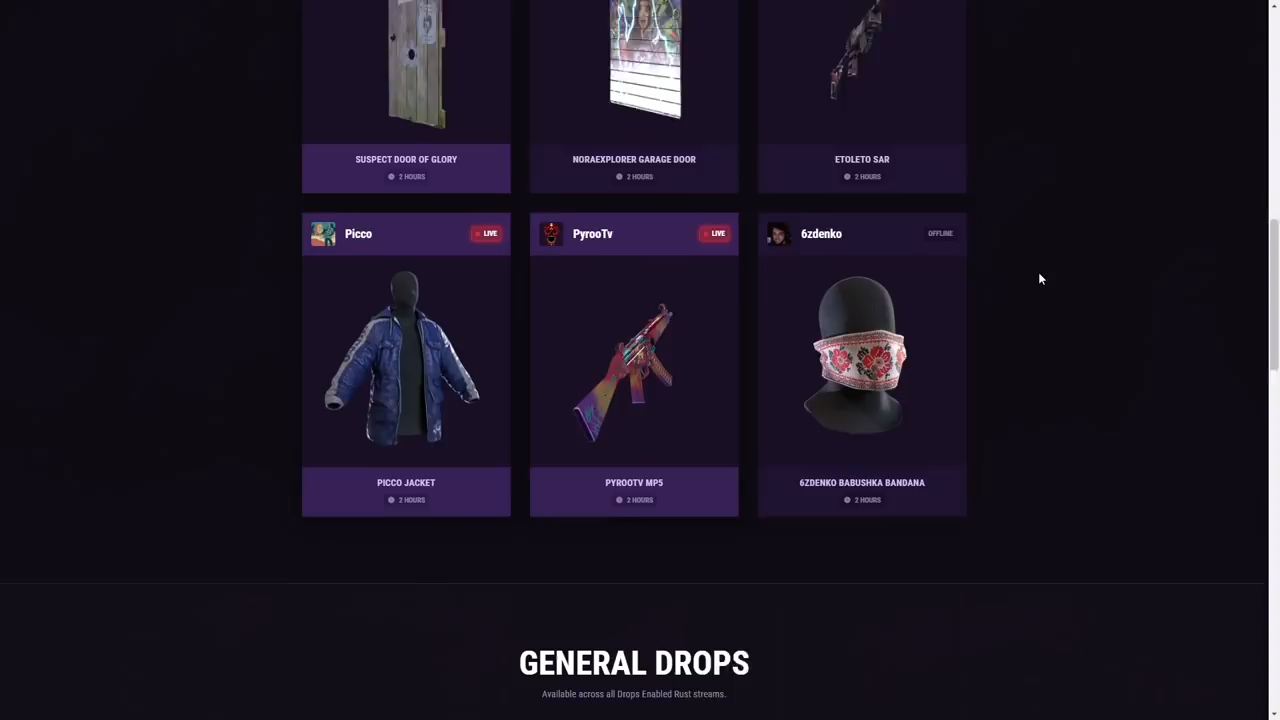 SUSPECT DOOR OF GLORY
2 HOURS
NORAEXPLORER GARAGE DOOR
2 HOURS
ETOLETO SAR
2 HOURS
Picco
LIVE
PyrooTv
LIVE
6zdenko
OFFLINE
PICCO JACKET
2 HOURS
PYROOTV MP5
2 HOURS
6ZDENKO BABUSHKA BANDANA
2 HOURS
GENERAL DROPS
Available across all Drops Enabled Rust streams.